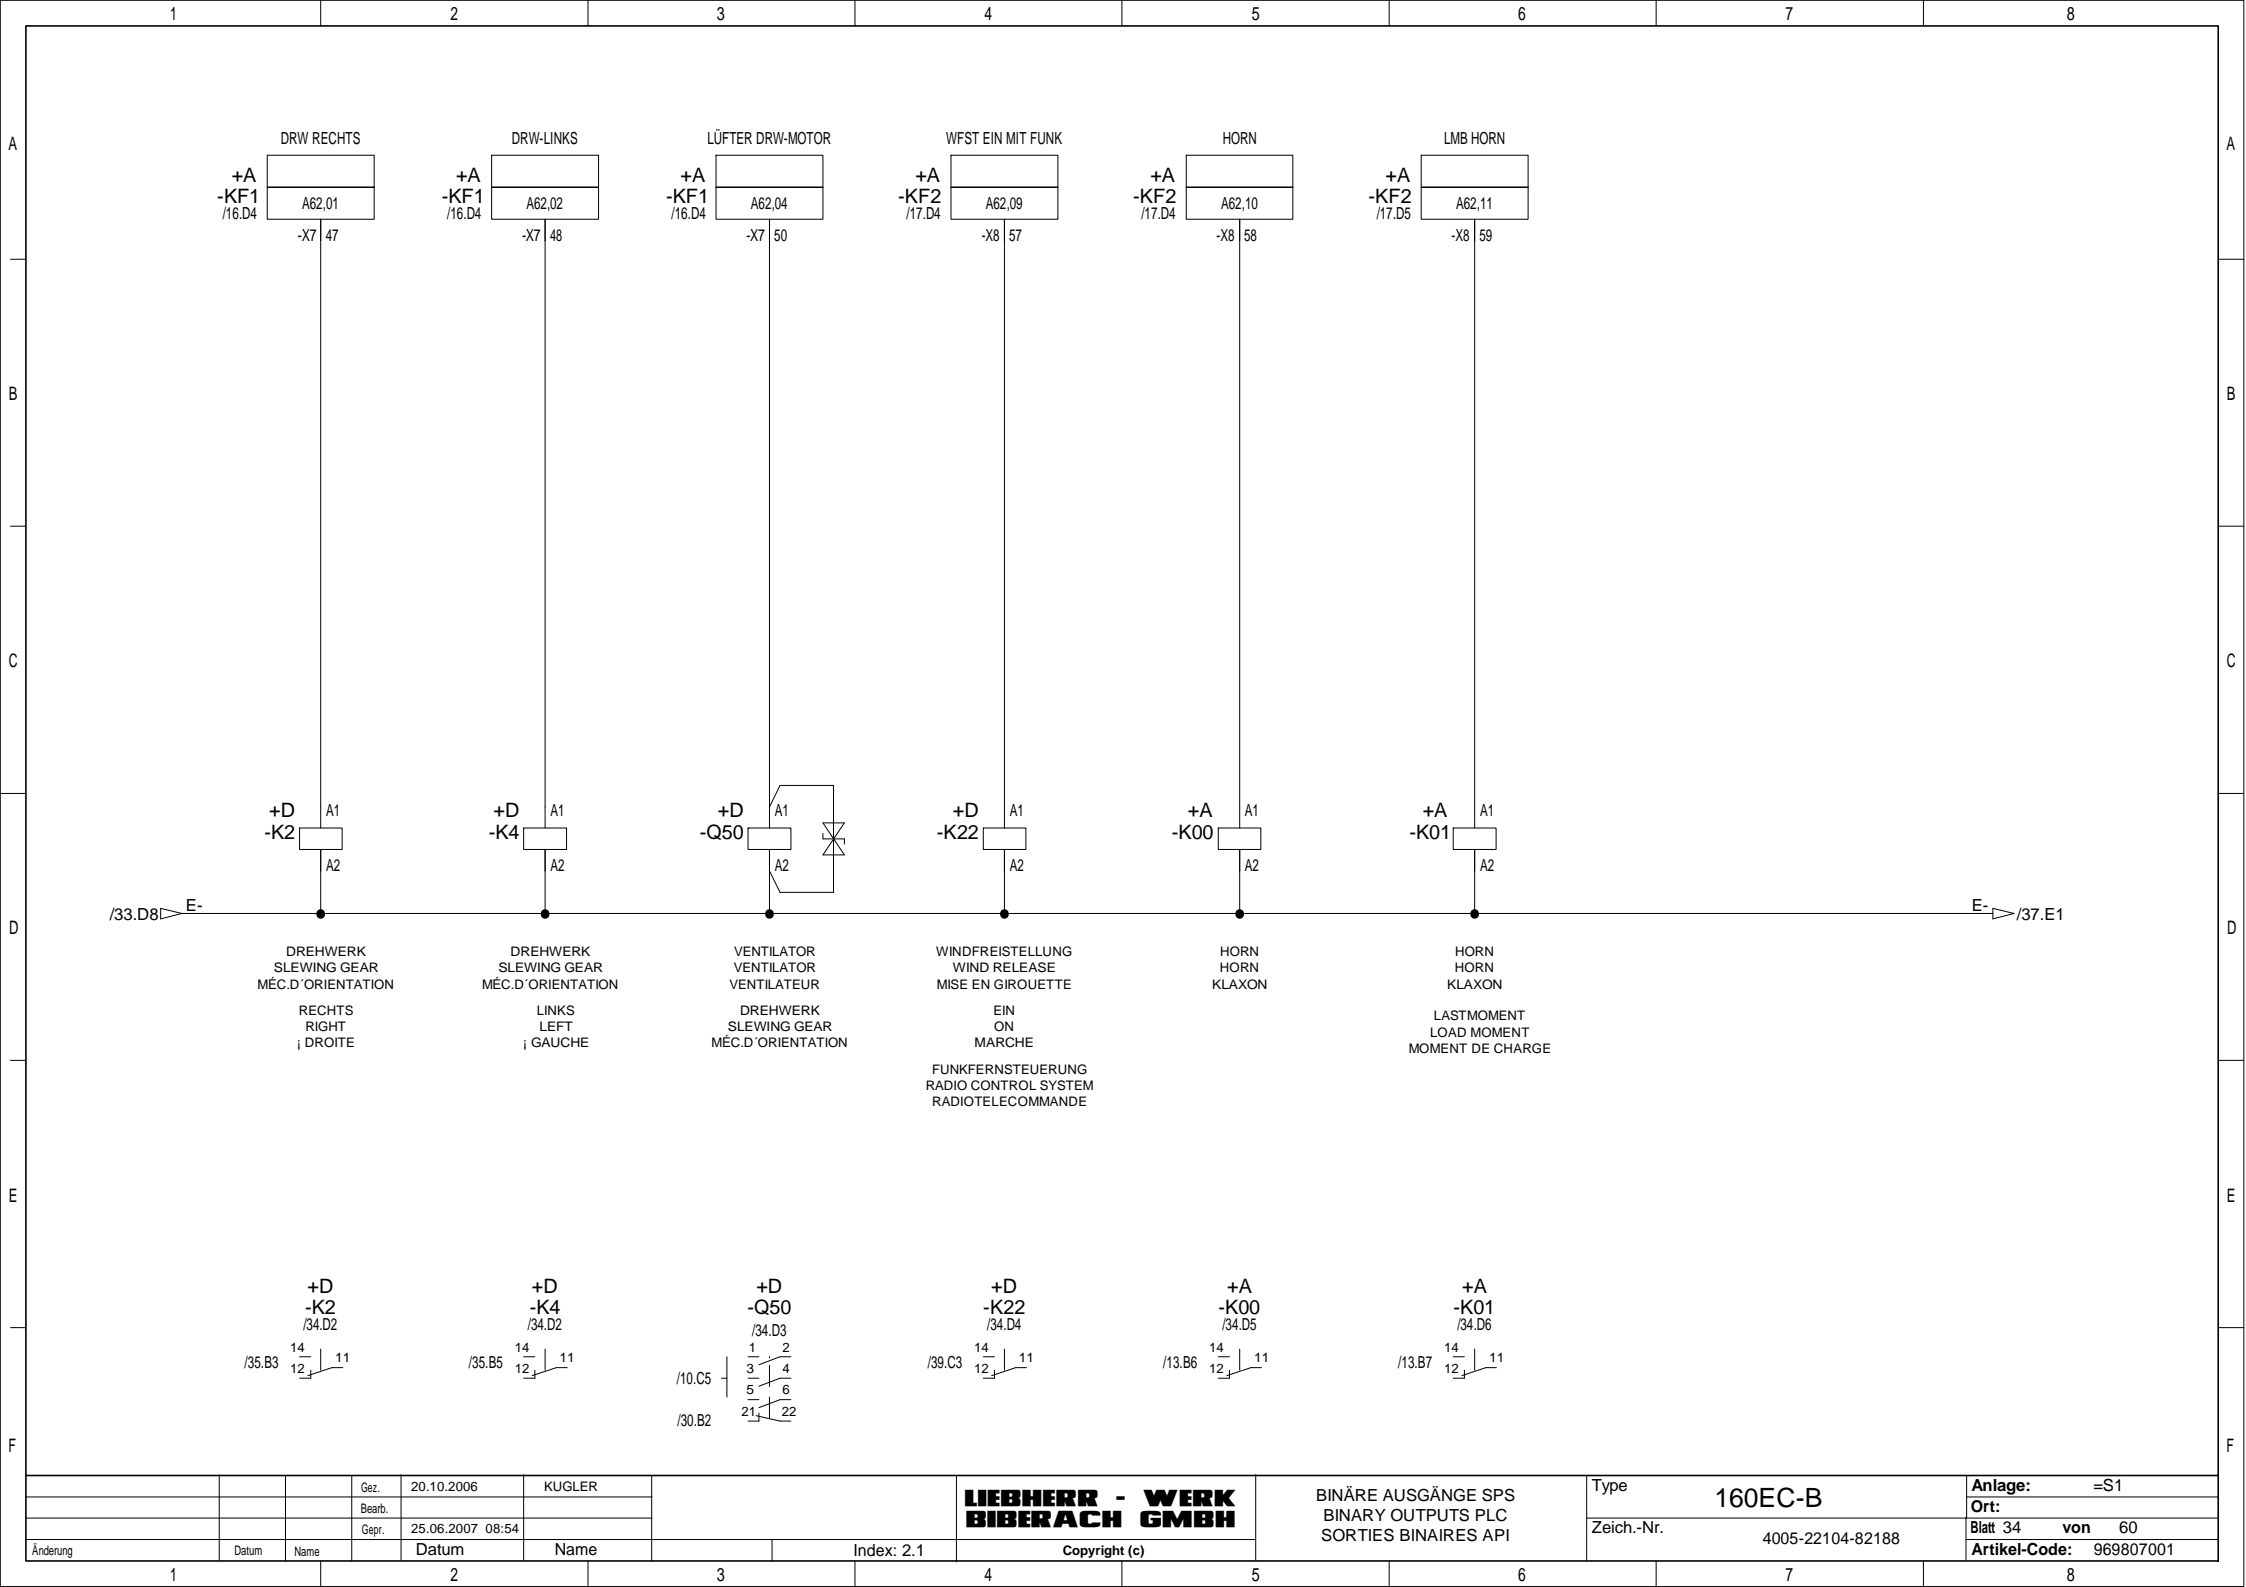 1 2 3 4 5 6 7 8
A A
DRW RECHTS DRW-LINKS LÜFTER DRW-MOTOR WFST EIN MIT FUNK HORN LMB HORN
+A +A +A +A +A +A
-KF1 -KF1 -KF1 -KF2 -KF2 -KF2
/16.D4 /16.D4 /16.D4 /17.D4 /17.D4 /17.D5
A62,01 A62,02 A62,04 A62,09 A62,10 A62,11
-X7 47 -X7 48 -X7 50 -X8 57 -X8 58 -X8 59
B B
C C
+D A1 +D A1 +D A1 +D A1 +A A1 +A A1
-K2 -K4 -Q50 -K22 -K00 -K01
A2 A2 A2 A2 A2 A2
/33.D8 E- E- /37.E1
D D
DREHWERK DREHWERK VENTILATOR WINDFREISTELLUNG HORN HORN
SLEWING GEAR SLEWING GEAR VENTILATOR WIND RELEASE HORN HORN
MÉC.D´ORIENTATION MÉC.D´ORIENTATION VENTILATEUR MISE EN GIROUETTE KLAXON KLAXON
RECHTS LINKS DREHWERK EIN LASTMOMENT
RIGHT LEFT SLEWING GEAR ON LOAD MOMENT
¡ DROITE ¡ GAUCHE MÉC.D´ORIENTATION MARCHE MOMENT DE CHARGE
FUNKFERNSTEUERUNG
RADIO CONTROL SYSTEM
RADIOTELECOMMANDE
E E
+D +D +D +D +A +A
-K2 -K4 -Q50 -K22 -K00 -K01
/34.D2 /34.D2 /34.D3 /34.D4 /34.D5 /34.D6
/35.B3 14 12 11 /35.B5 14 12 11 /10.C5 1 2 3 4 5 6 /39.C3 14 12 11 /13.B6 14 12 11 /13.B7 14 12 11
/30.B2 21 22
F F
Gez. 20.10.2006 KUGLER
Bearb.
Gepr. 25.06.2007 08:54
Änderung Datum Name Datum Name Index: 2.1
LIEBHERR - WERK
BIBERACH GMBH
Copyright (c)
BINÄRE AUSGÄNGE SPS
BINARY OUTPUTS PLC
SORTIES BINAIRES API
Type 160EC-B
Zeich.-Nr. 4005-22104-82188
Anlage: =S1
Ort:
Blatt 34 von 60
Artikel-Code: 969807001
1 2 3 4 5 6 7 8